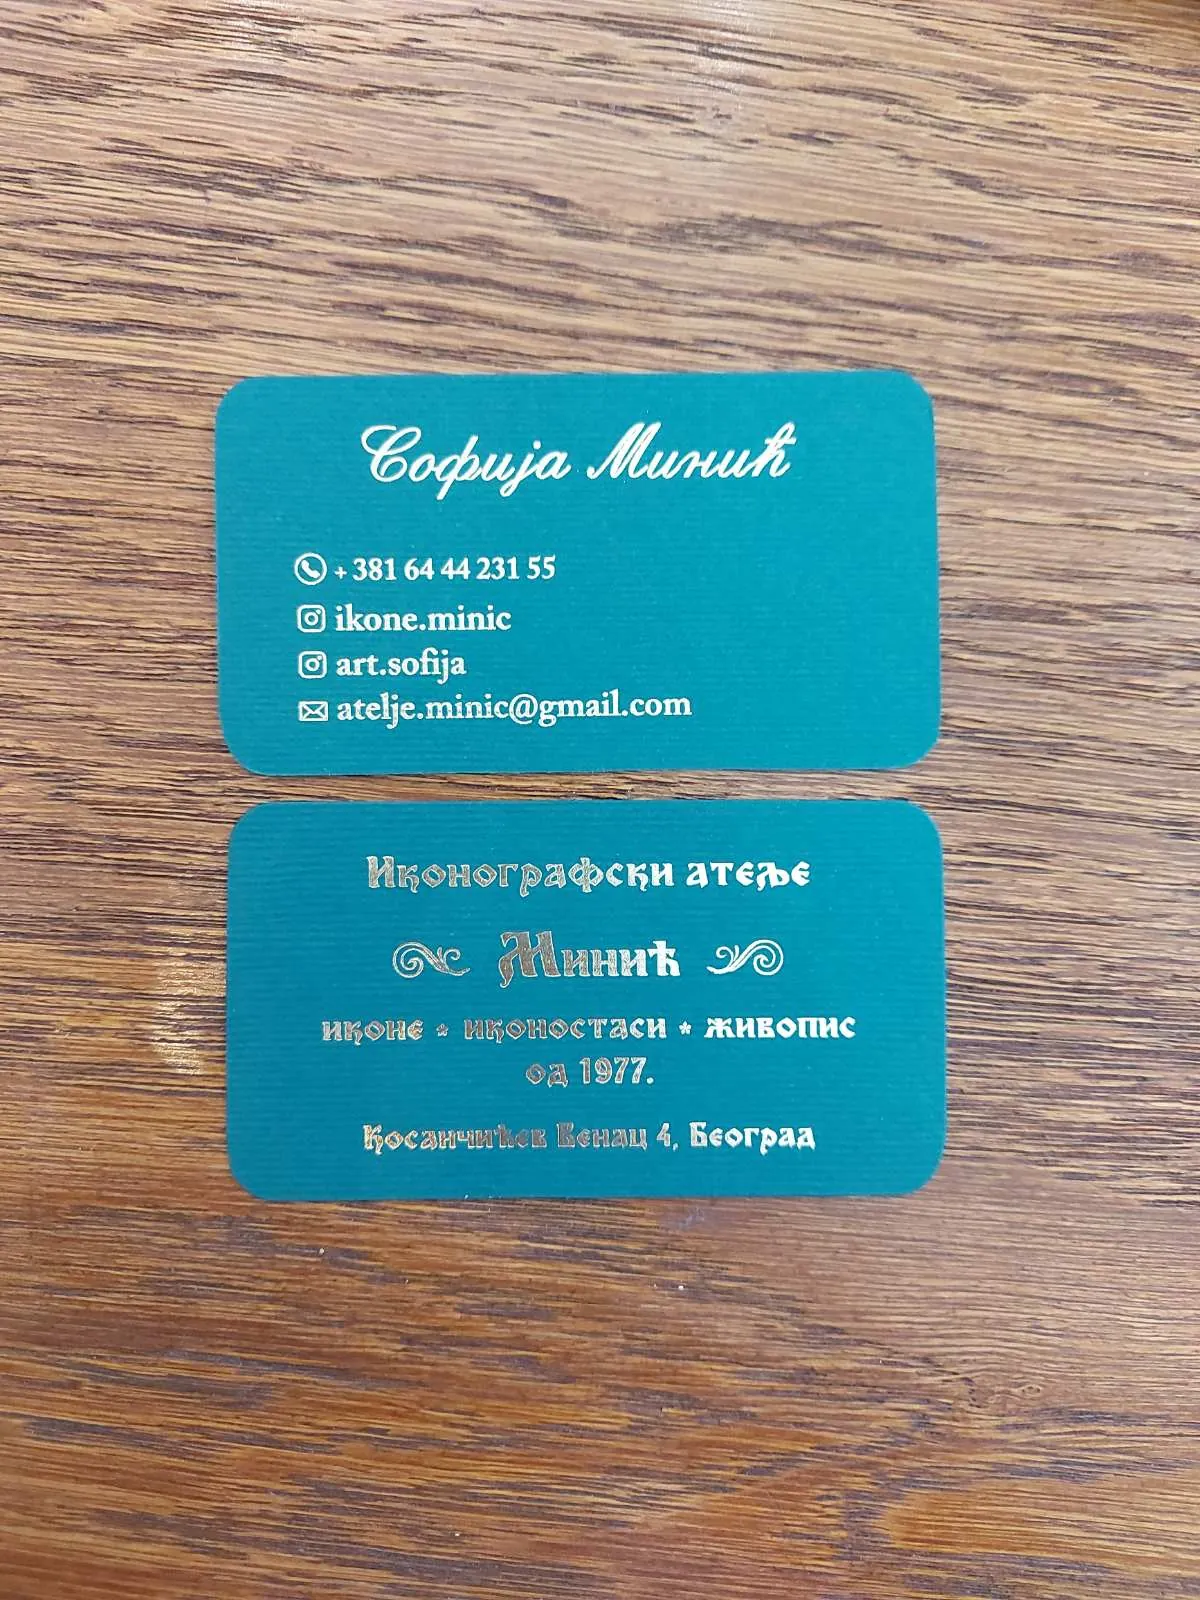 Софија Минић
+ 381 64 44 231 55
ikone.minic
art.sofija
atelje.minic@gmail.com
Иконографски атеље
Минић
иконе * иконостаси * живопис
од 1977.
Косанчићев Венац 4, Београд